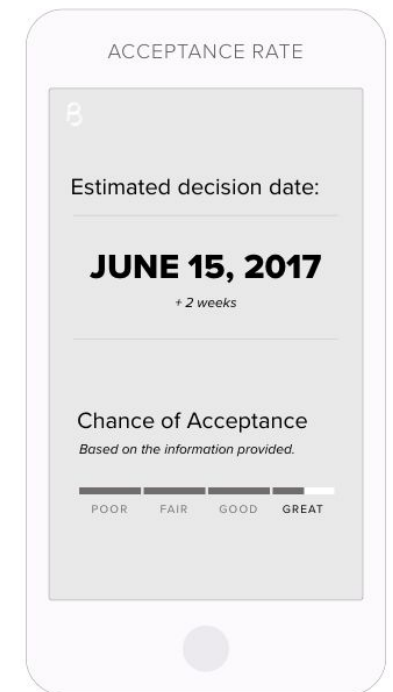 ACCEPTANCE RATE
B
Estimated decision date:
JUNE 15, 2017
+ 2 weeks
Chance of Acceptance
Based on the information provided.
POOR FAIR GOOD GREAT